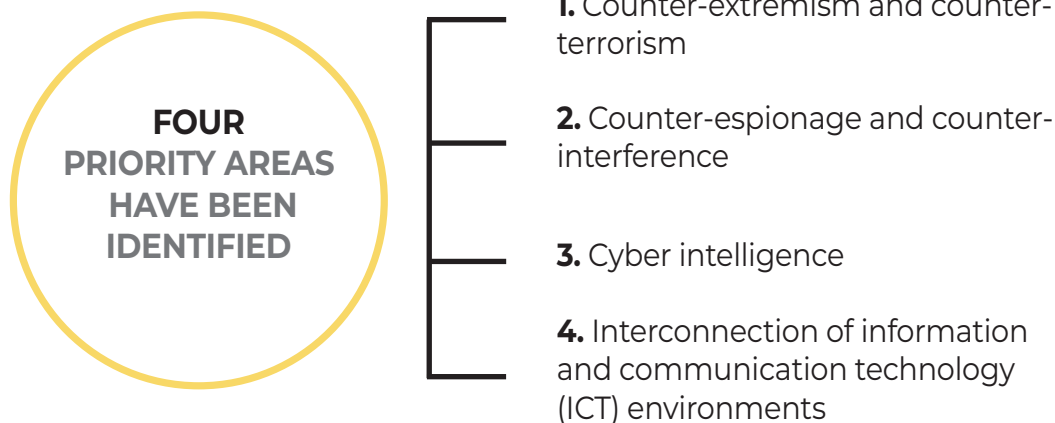 FOUR
PRIORITY AREAS
HAVE BEEN
IDENTIFIED
1. Counter-extremism and counter-
terrorism
2. Counter-espionage and counter-
interference
3. Cyber intelligence
4. Interconnection of information
and communication technology
(ICT) environments